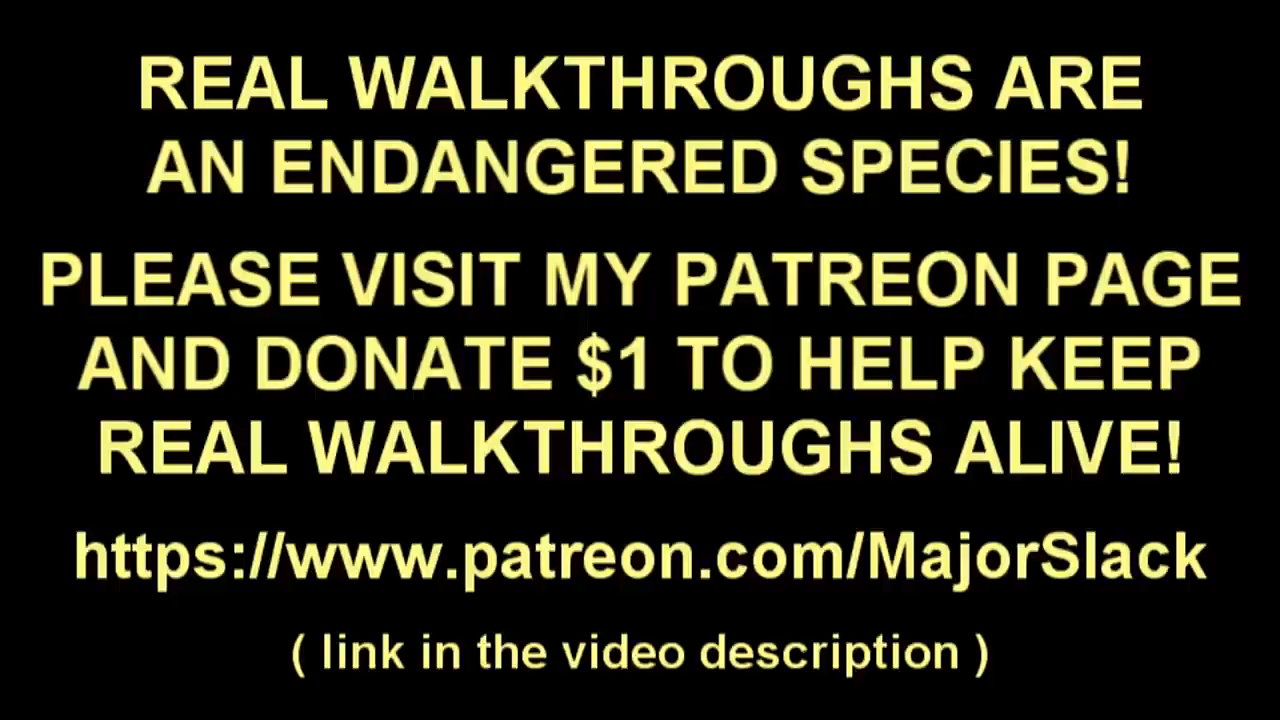 REAL WALKTHROUGHS ARE
AN ENDANGERED SPECIES!
PLEASE VISIT MY PATREON PAGE
AND DONATE $1 TO HELP KEEP
REAL WALKTHROUGHS ALIVE!
https://www.patreon.com/MajorSlack
( link in the video description )